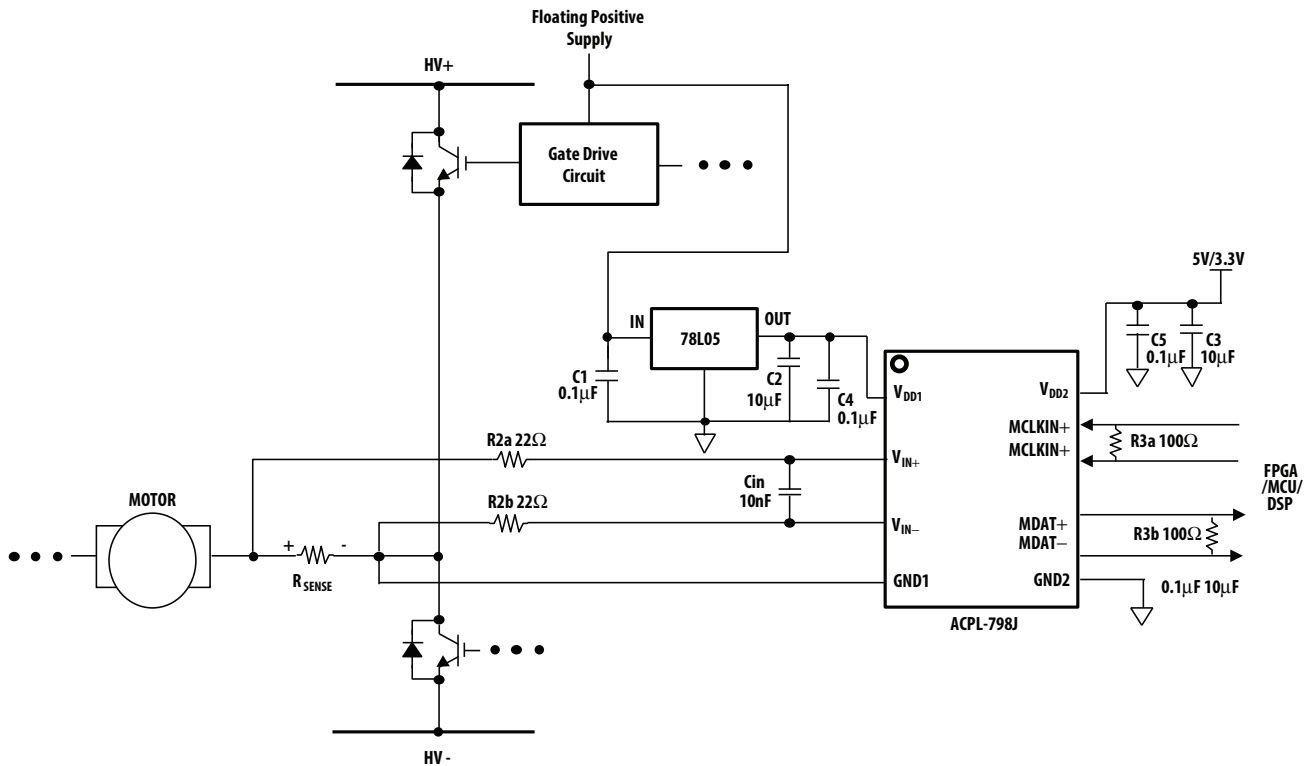 Floating Positive
Supply
HV+
Gate Drive
Circuit
5V/3.3V
IN
78L05
OUT
C1
0.1μF
C2
10μF
C4
0.1μF
C5
0.1μF
C3
10μF
VDD1
VDD2
MCLKIN+
MCLKIN+
R3a 100Ω
R2a 22Ω
VIN+
Cin
10nF
FPGA
/MCU/
DSP
MOTOR
R2b 22Ω
VIN−
MDAT+
MDAT−
R3b 100Ω
+
-
RSENSE
GND1
GND2
0.1μF 10μF
ACPL-798J
HV -